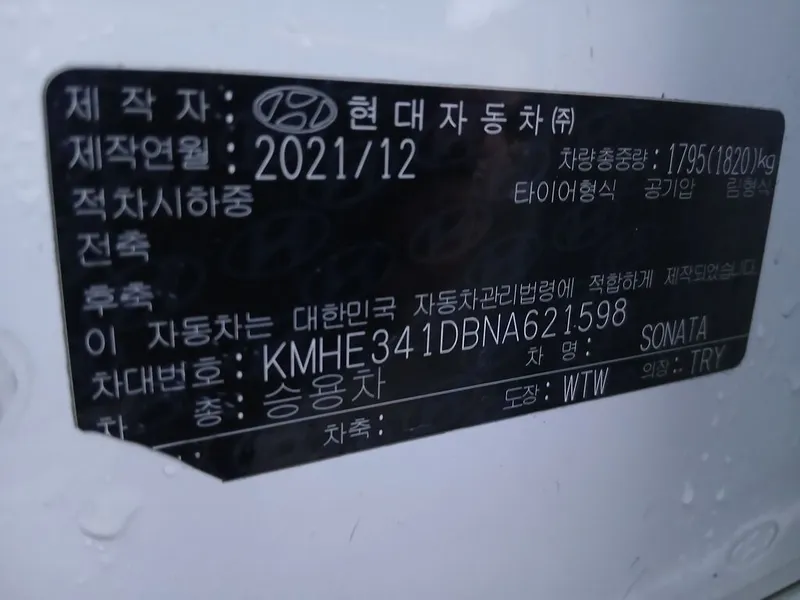 제 작 자 : 현대자동차(주)
제작연월 : 2021/12 차량총중량: 1795(1820)kg
적차시하중 타이어형식 공기압 림형식
전축
후축
이 자동차는 대한민국 자동차관리법령에 적합하게 제작되었습니다.
차대번호 : KMHE341DBNA621598
차 종 : 승용차 차 명 : SONATA
차축 : 도장 : WTW 의장 : TRY